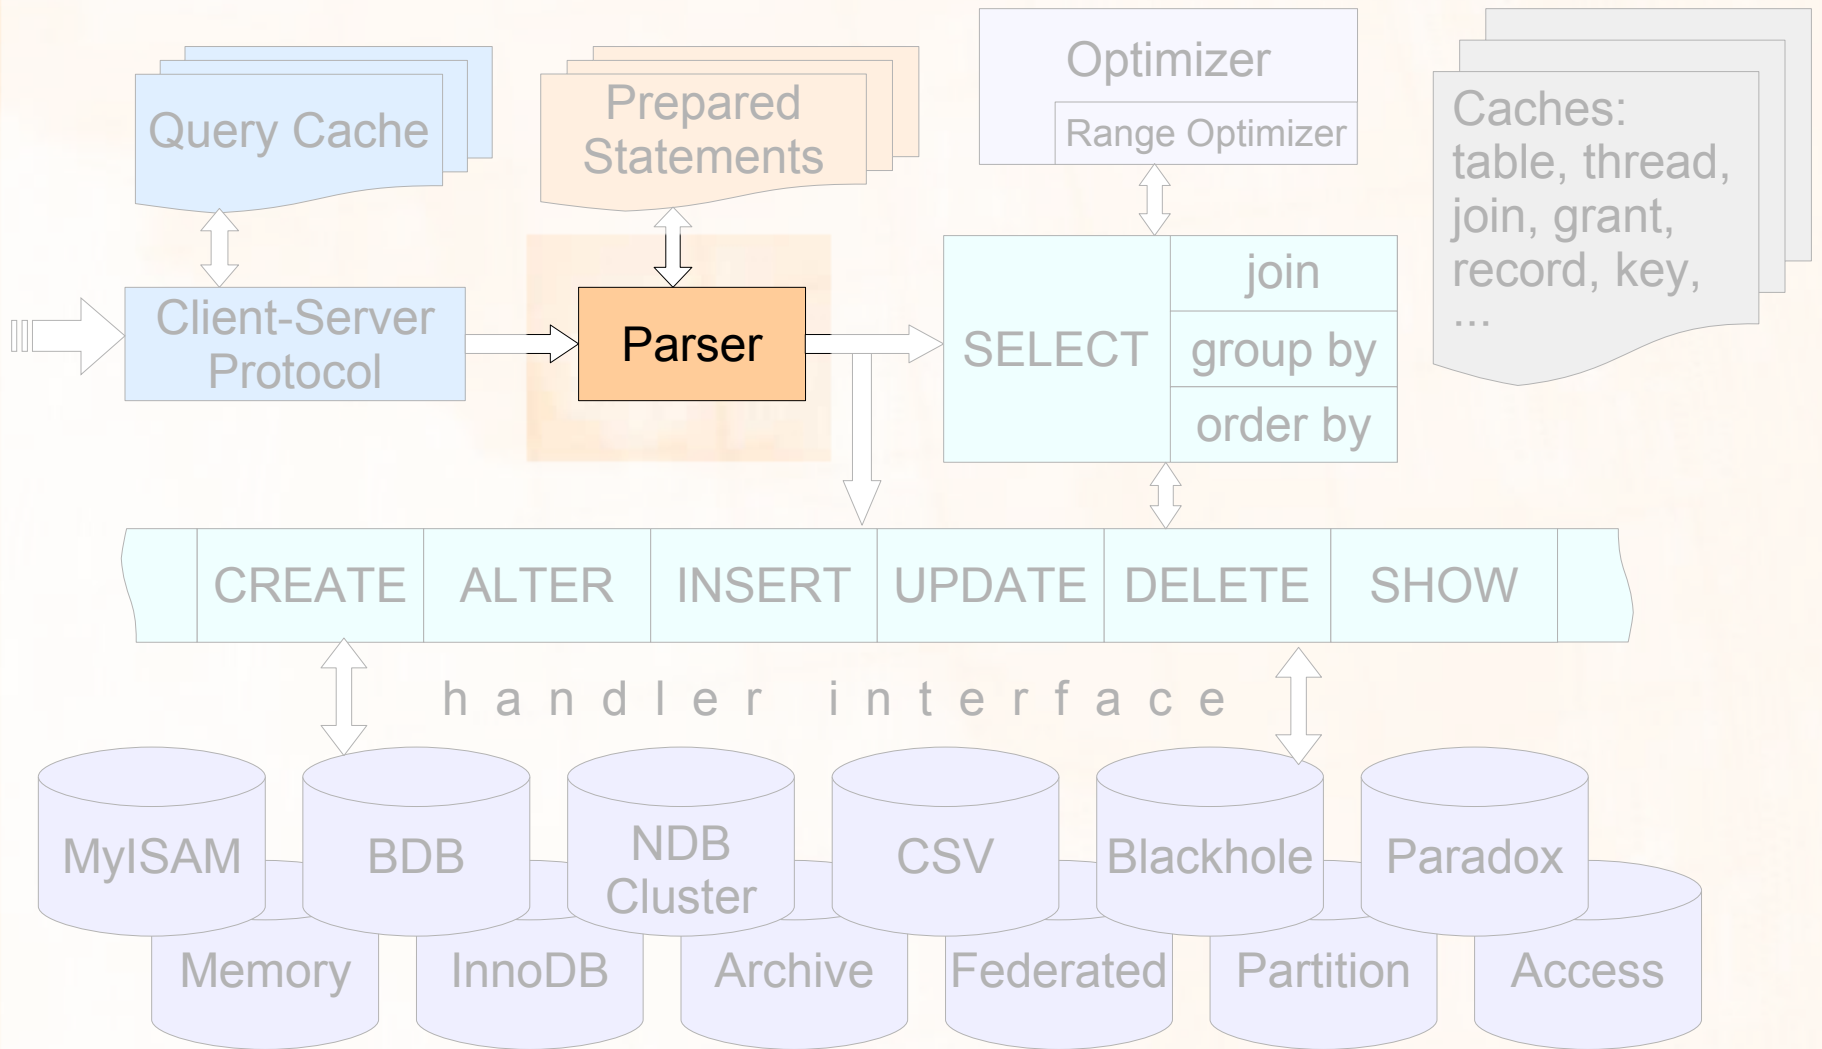 Query Cache
Prepared
Statements
Optimizer
Range Optimizer
Caches:
table, thread,
join, grant,
record, key,
...
Client-Server
Protocol
Parser
SELECT
join
group by
order by
CREATE
ALTER
INSERT
UPDATE
DELETE
SHOW
handler interface
MyISAM
BDB
NDB
Cluster
CSV
Blackhole
Paradox
Memory
InnoDB
Archive
Federated
Partition
Access